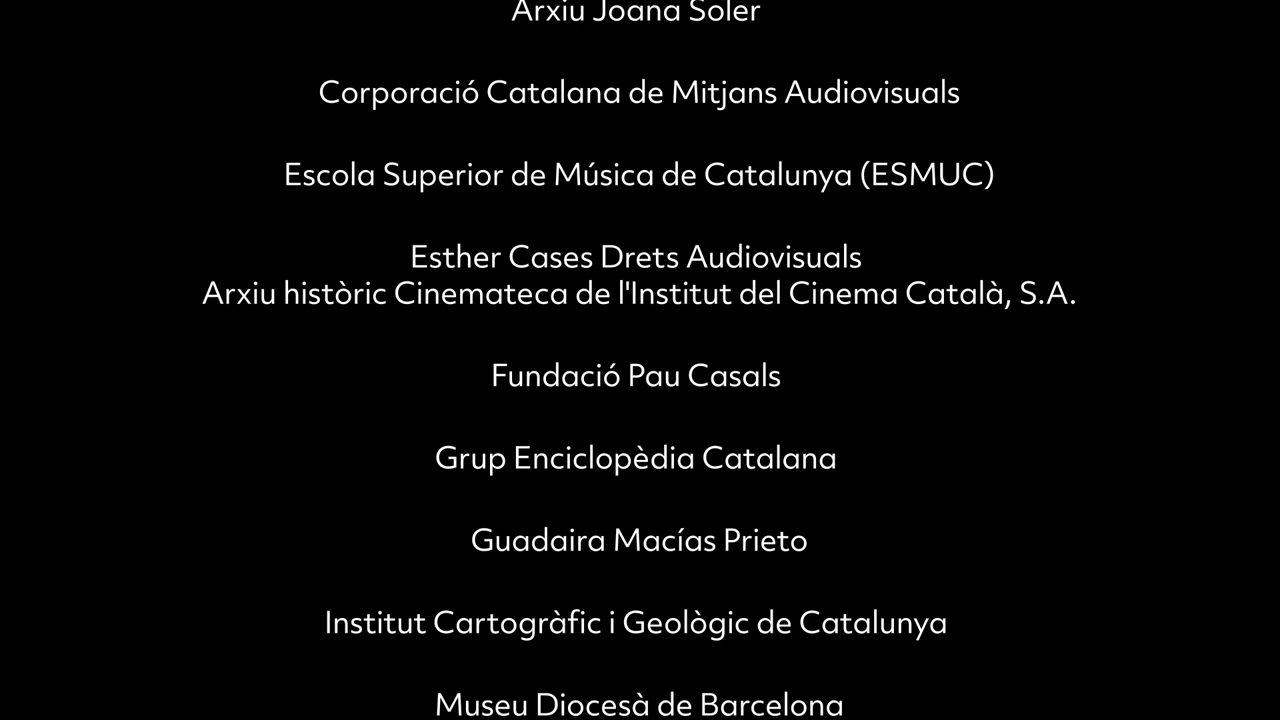 Arxiu Joana Soler
Corporació Catalana de Mitjans Audiovisuals
Escola Superior de Música de Catalunya (ESMUC)
Esther Cases Drets Audiovisuals
Arxiu històric Cinemateca de l'Institut del Cinema Català, S.A.
Fundació Pau Casals
Grup Enciclopèdia Catalana
Guadaira Macías Prieto
Institut Cartogràfic i Geològic de Catalunya
Museu Diocesà de Barcelona